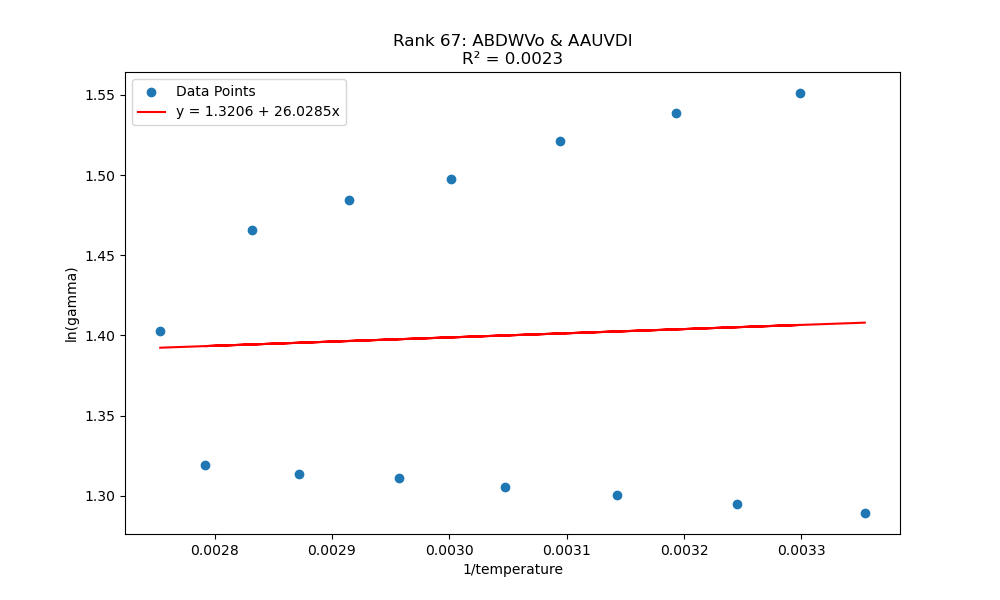 Rank 67: ABDWVo & AAUVDI
R² = 0.0023
Data Points
y = 1.3206 + 26.0285x
1.55
1.50
1.45
1.40
1.35
1.30
ln(gamma)
0.0028 0.0029 0.0030 0.0031 0.0032 0.0033
1/temperature